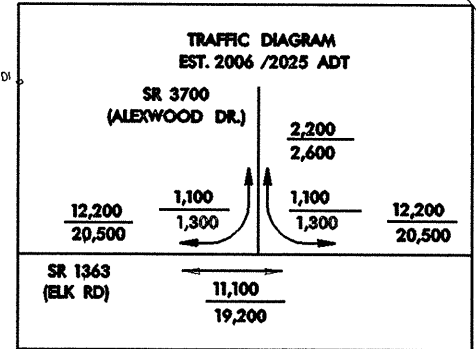 TRAFFIC DIAGRAM
EST. 2006 /2025 ADT
DI
SR 3700
(ALEXWOOD DR.)
2,200
2,600
1,100
1,300
1,100
1,300
12,200
20,500
12,200
20,500
SR 1363
(ELK RD)
11,100
19,200